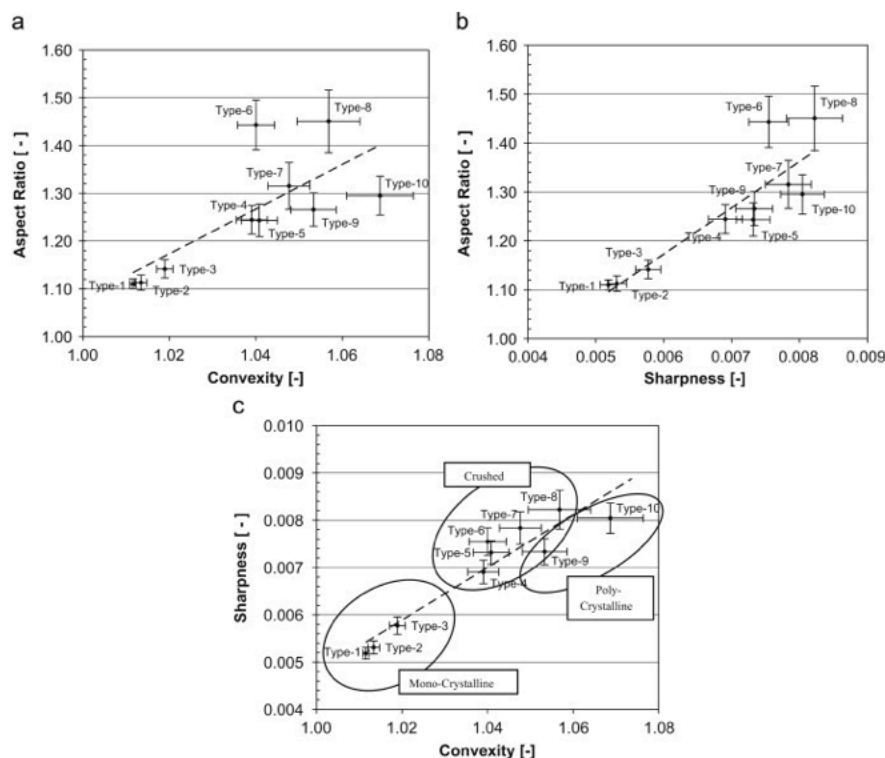 a
Aspect Ratio [ - ]
1.60
1.50
1.40
1.30
1.20
1.10
1.00
Type-6
Type-8
Type-7
Type-4
Type-10
Type-9
Type-5
Type-3
Type-1
Type-2
1.00 1.02 1.04 1.06 1.08
Convexity [-]
b
Aspect Ratio [ - ]
1.60
1.50
1.40
1.30
1.20
1.10
1.00
Type-6
Type-8
Type-7
Type-9
Type-10
Type-4
Type-5
Type-3
Type-1
Type-2
0.004 0.005 0.006 0.007 0.008 0.009
Sharpness [-]
c
Sharpness [ - ]
0.010
0.009
0.008
0.007
0.006
0.005
0.004
Crushed
Type-8
Type-7
Type-10
Type-6
Type-5
Type-9
Type-4
Poly-
Crystalline
Type-3
Type-1
Type-2
Mono-Crystalline
1.00 1.02 1.04 1.06 1.08
Convexity [-]